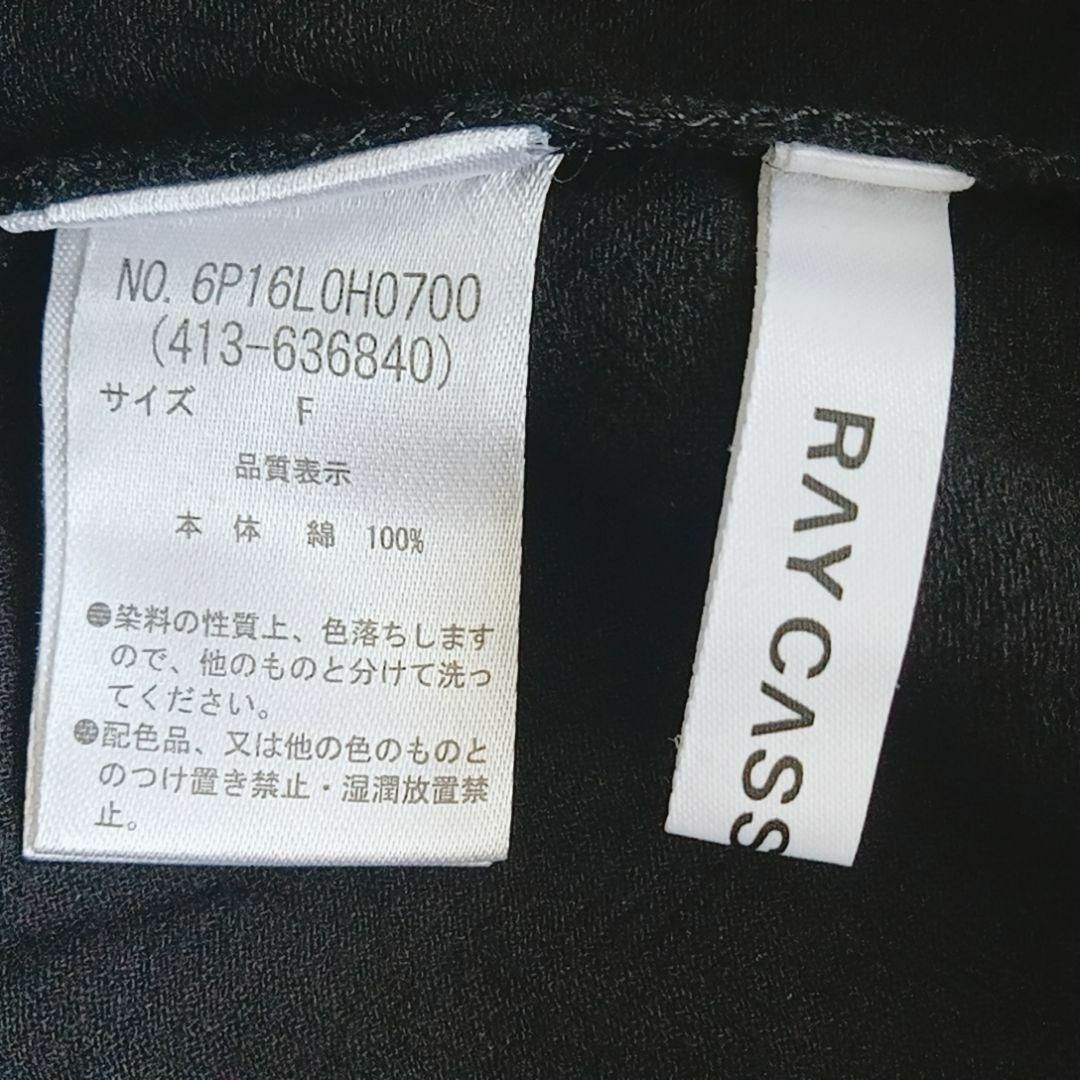 NO. 6P16L0H0700
(413-636840)
サイズ F
品質表示
本 体 綿 100%
●染料の性質上、色落ちします
ので、他のものと分けて洗っ
てください。
●配色品、又は他の色のものと
のつけ置き禁止・湿潤放置禁
止。
RAY CASS